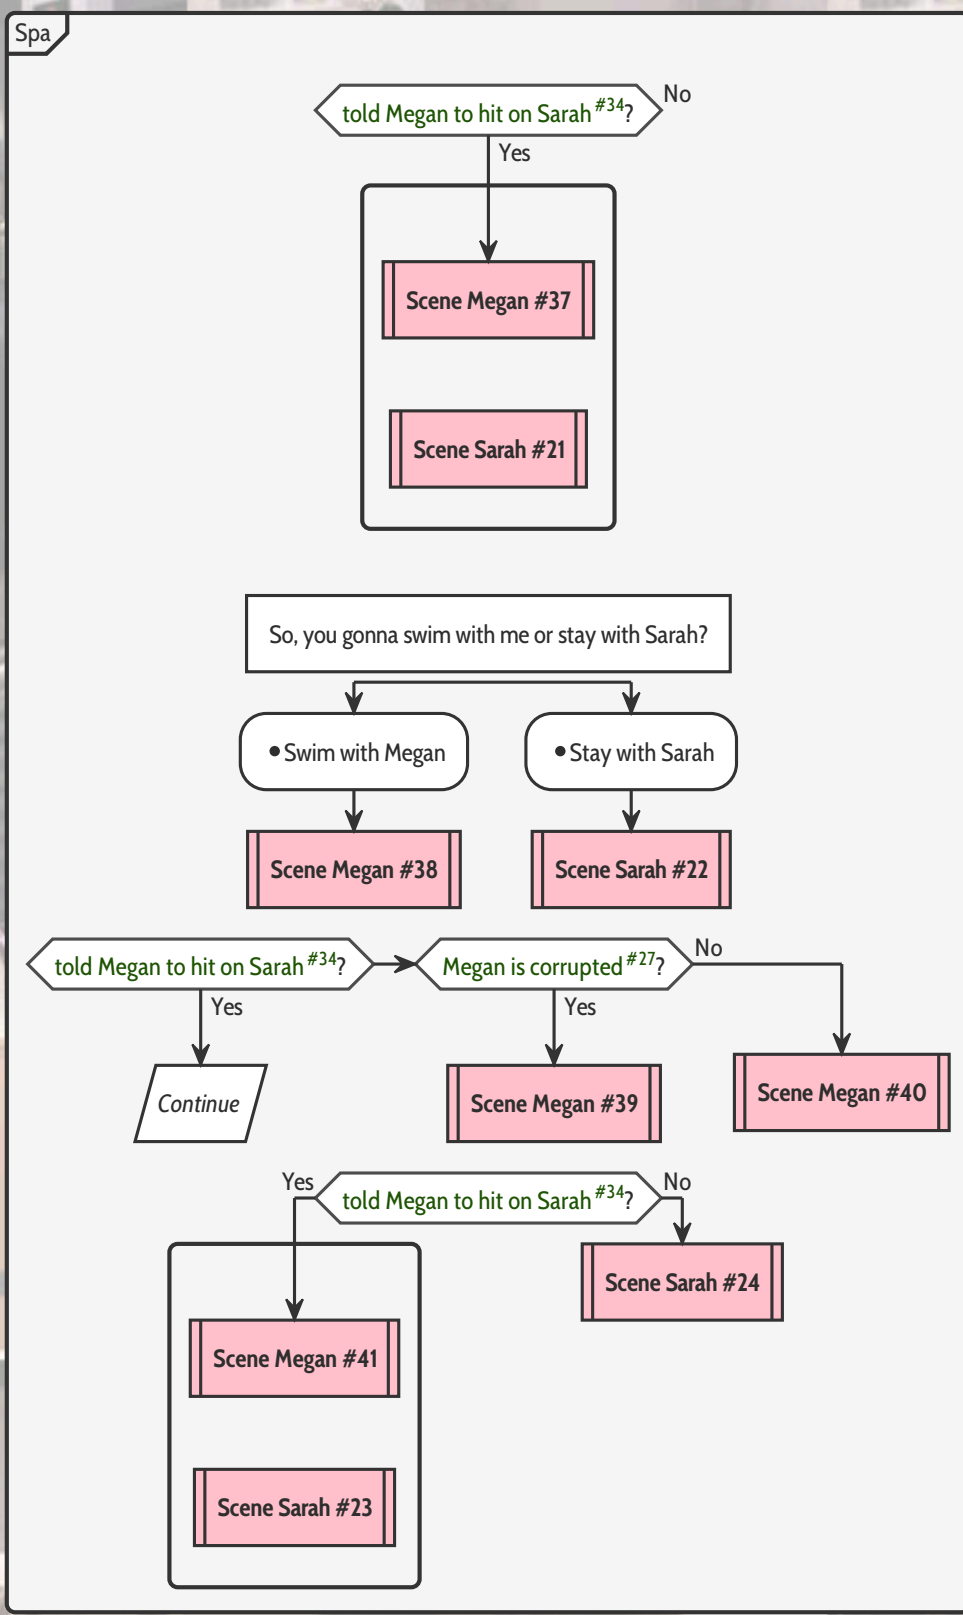 Spa
told Megan to hit on Sarah #34?
No
Yes
Scene Megan #37
Scene Sarah #21
So, you gonna swim with me or stay with Sarah?
• Swim with Megan
• Stay with Sarah
Scene Megan #38
Scene Sarah #22
told Megan to hit on Sarah #34?
Megan is corrupted #27?
No
Yes
Yes
Continue
Scene Megan #39
Scene Megan #40
Yes
told Megan to hit on Sarah #34?
No
Scene Sarah #24
Scene Megan #41
Scene Sarah #23